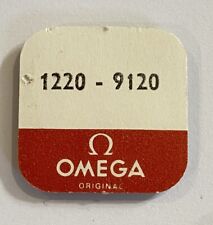 1220 - 9120
Ω
OMEGA
ORIGINAL